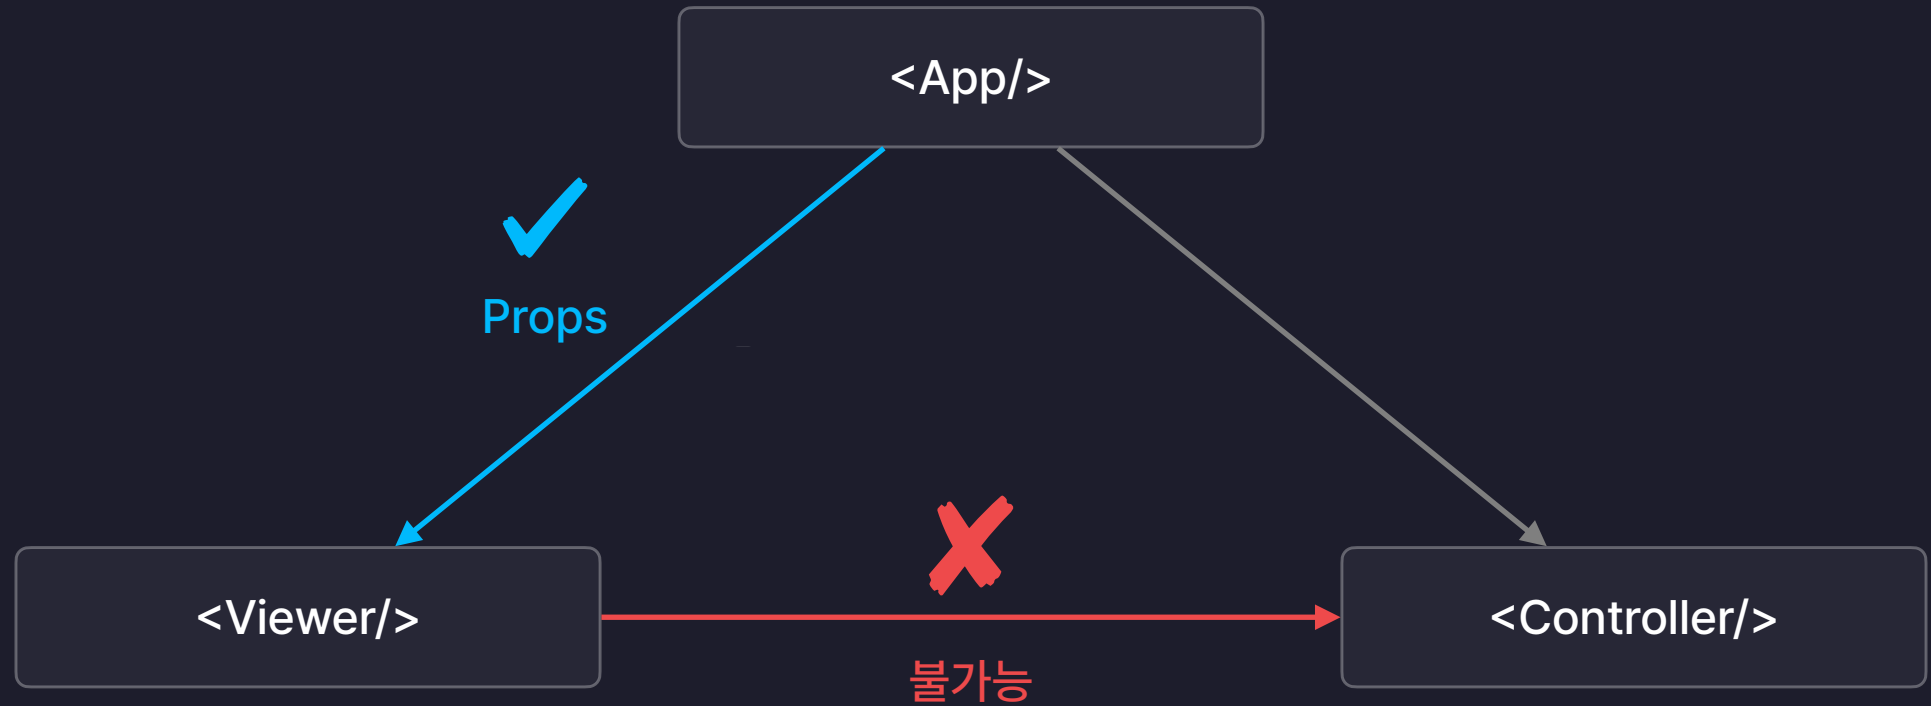 <App/>
Props
<Viewer/>
<Controller/>
불가능